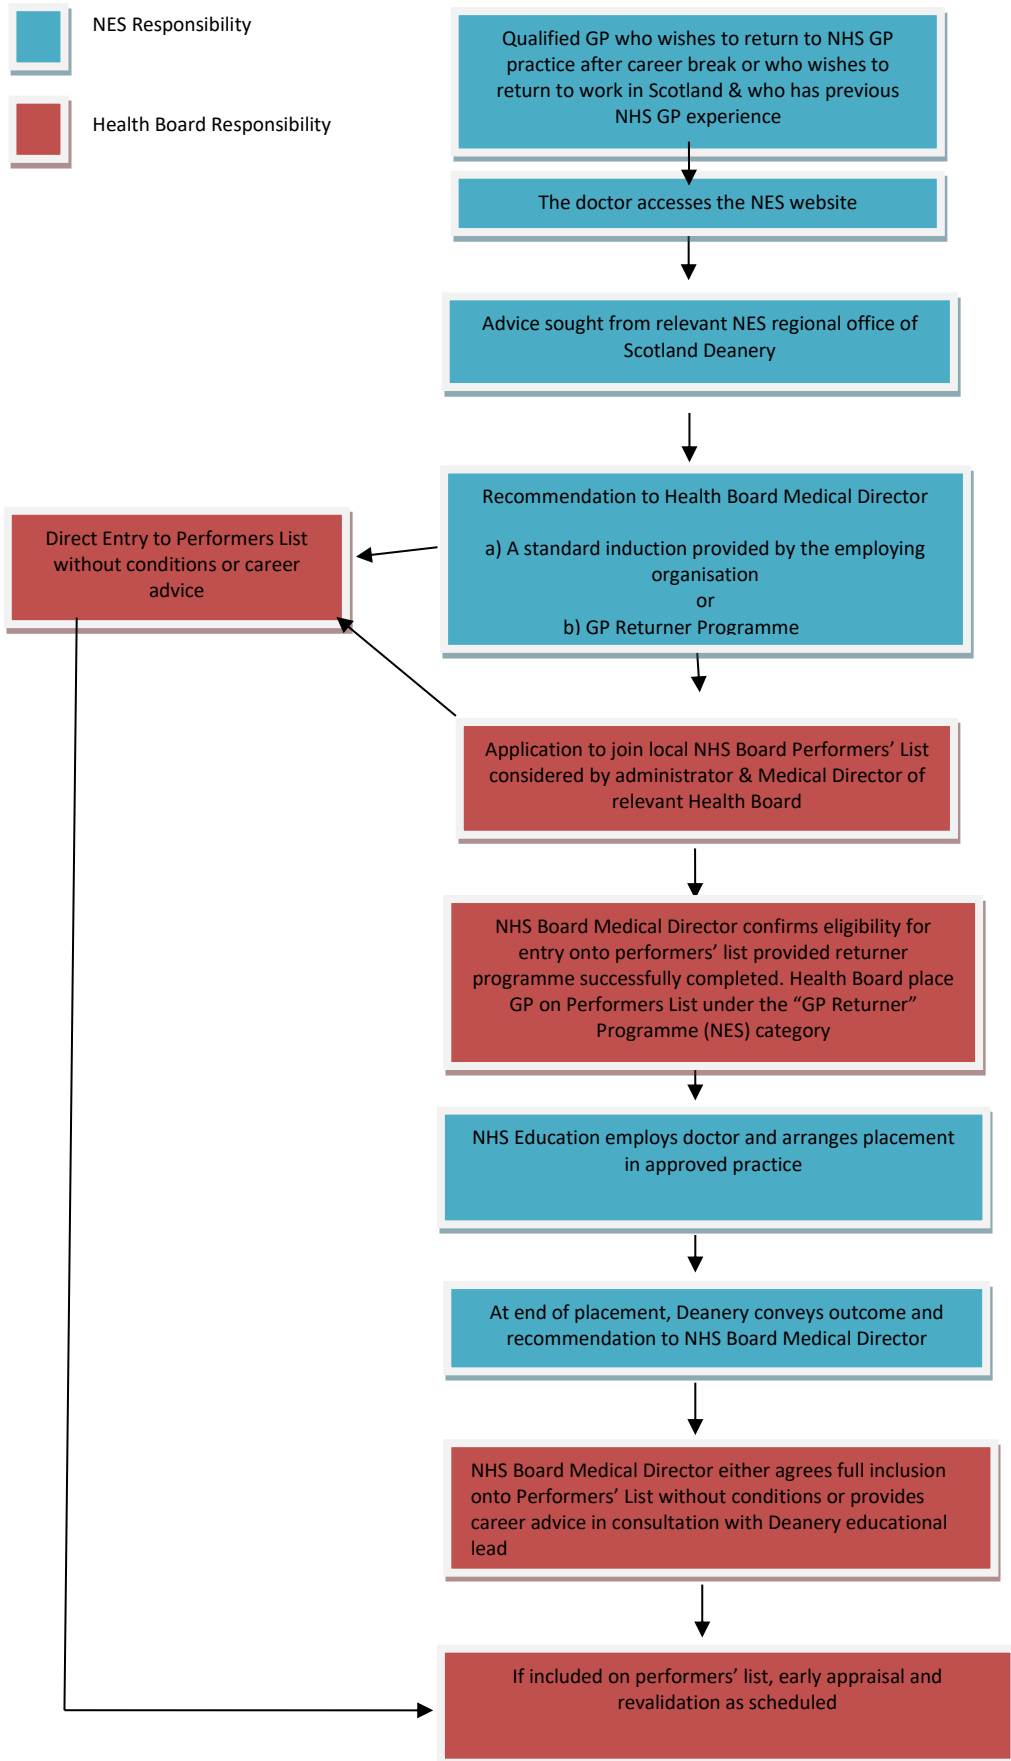 NES Responsibility
Health Board Responsibility
Qualified GP who wishes to return to NHS GP
practice after career break or who wishes to
return to work in Scotland & who has previous
NHS GP experience
The doctor accesses the NES website
Advice sought from relevant NES regional office of
Scotland Deanery
Recommendation to Health Board Medical Director
a) A standard induction provided by the employing
organisation
or
b) GP Returner Programme
Direct Entry to Performers List
without conditions or career
advice
Application to join local NHS Board Performers’ List
considered by administrator & Medical Director of
relevant Health Board
NHS Board Medical Director confirms eligibility for
entry onto performers’ list provided returner
programme successfully completed. Health Board place
GP on Performers List under the “GP Returner”
Programme (NES) category
NHS Education employs doctor and arranges placement
in approved practice
At end of placement, Deanery conveys outcome and
recommendation to NHS Board Medical Director
NHS Board Medical Director either agrees full inclusion
onto Performers’ List without conditions or provides
career advice in consultation with Deanery educational
lead
If included on performers’ list, early appraisal and
revalidation as scheduled